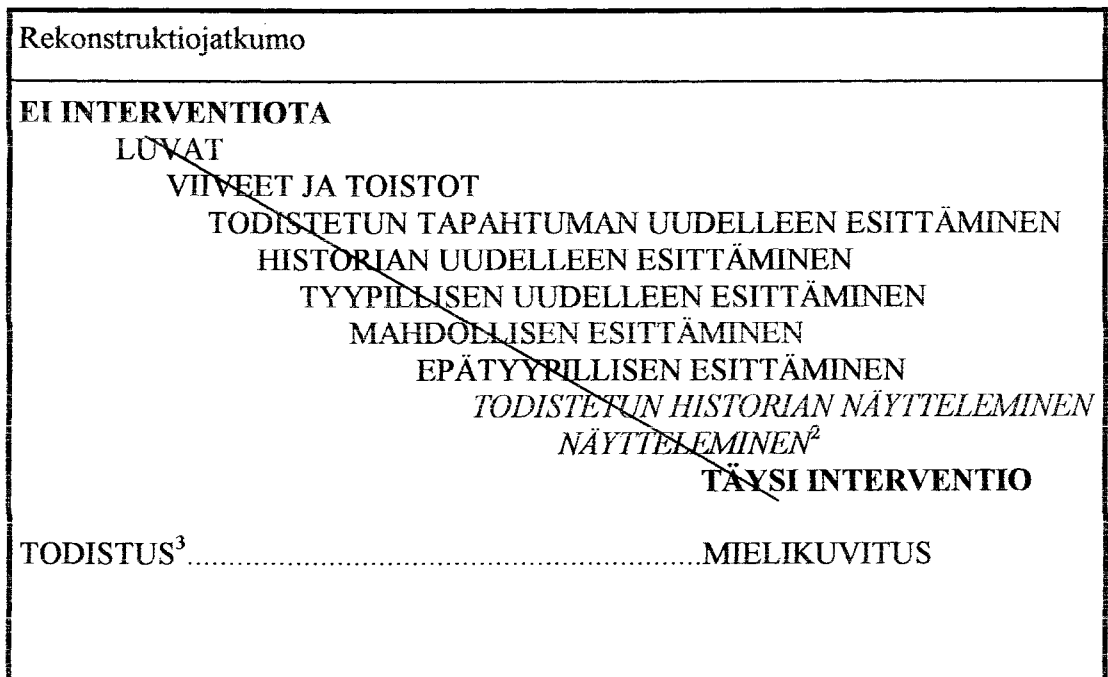 Rekonstruktiojatkumo
EI INTERVENTIOTA
LUVAT
VIIVEET JA TOISTOT
TODISTETUN TAPAHTUMAN UUDELLEEN ESITTÄMINEN
HISTORIAN UUDELLEEN ESITTÄMINEN
TYYPILLISEN UUDELLEEN ESITTÄMINEN
MAHDOLLISEN ESITTÄMINEN
EPÄTYYPILLISEN ESITTÄMINEN
TODISTETUN HISTORIAN NÄYTTELEMINEN
NÄYTTELEMINEN²
TÄYSI INTERVENTIO
TODISTUS³.............................................................MIELIKUVITUS